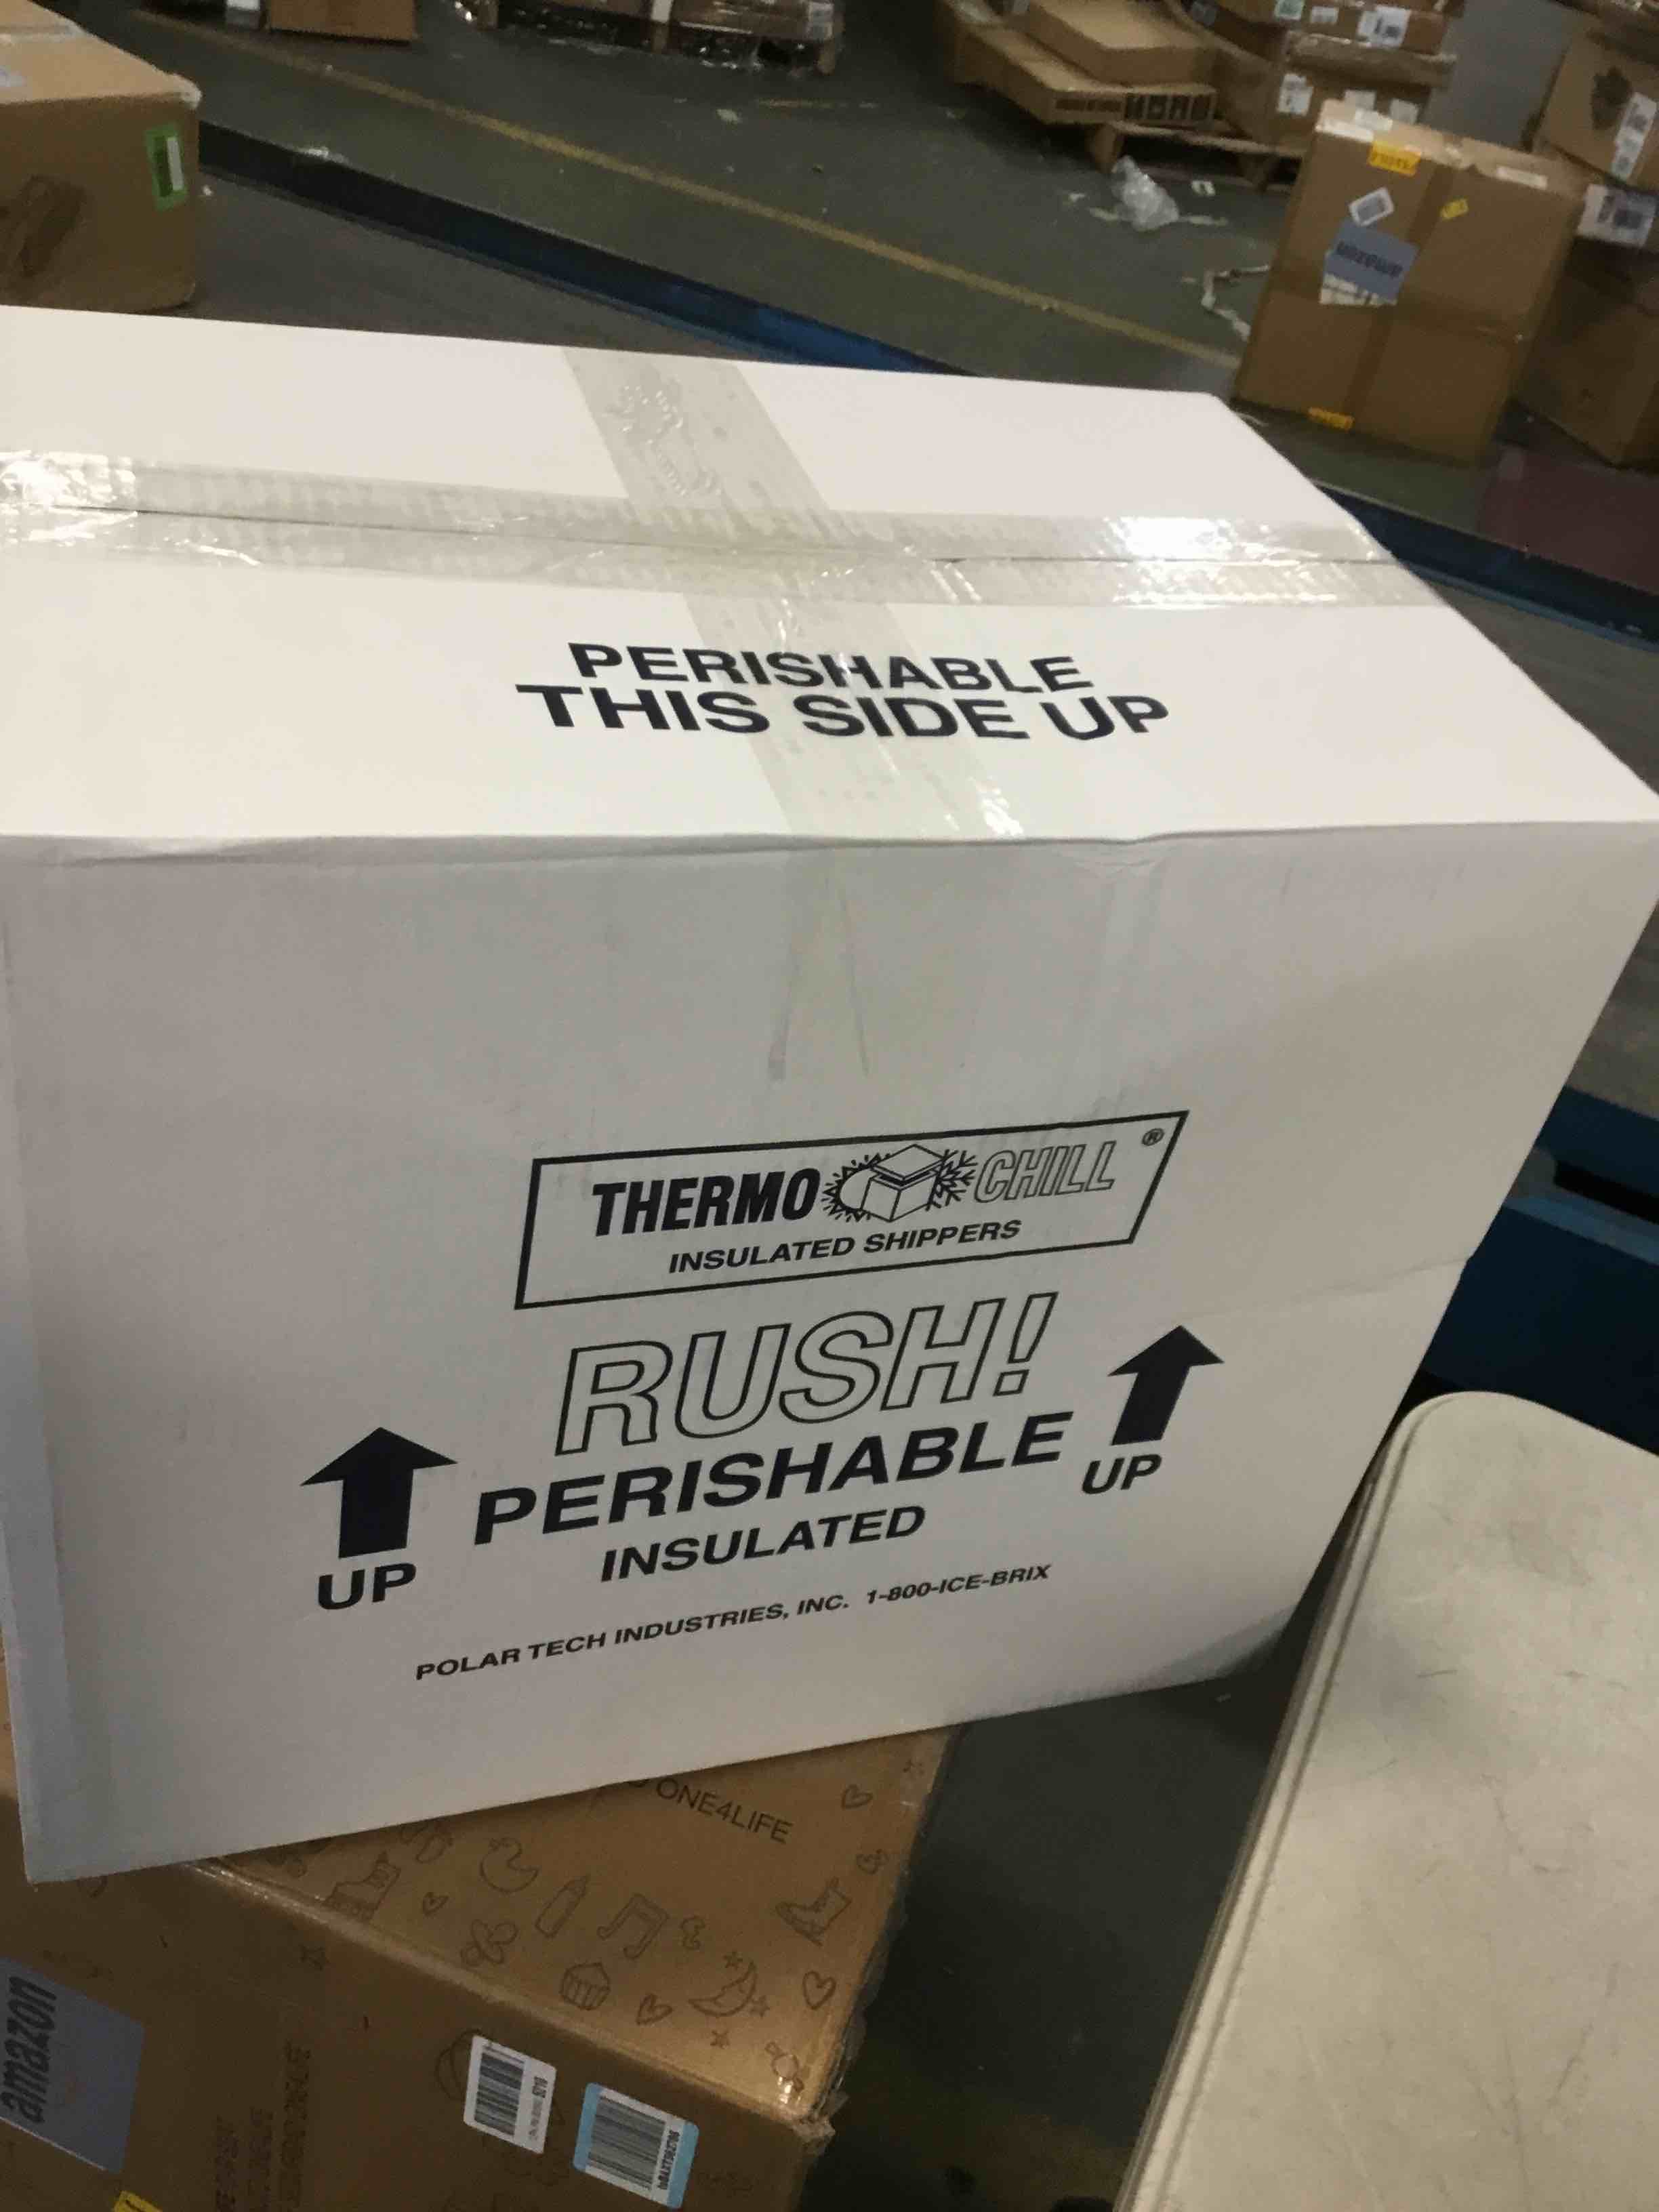 PERISHABLE
THIS SIDE UP
THERMO CHILL ®
INSULATED SHIPPERS
RUSH!
PERISHABLE
INSULATED
UP
UP
POLAR TECH INDUSTRIES, INC. 1-800-ICE-BRIX
ONE4LIFE
amazon
amazon